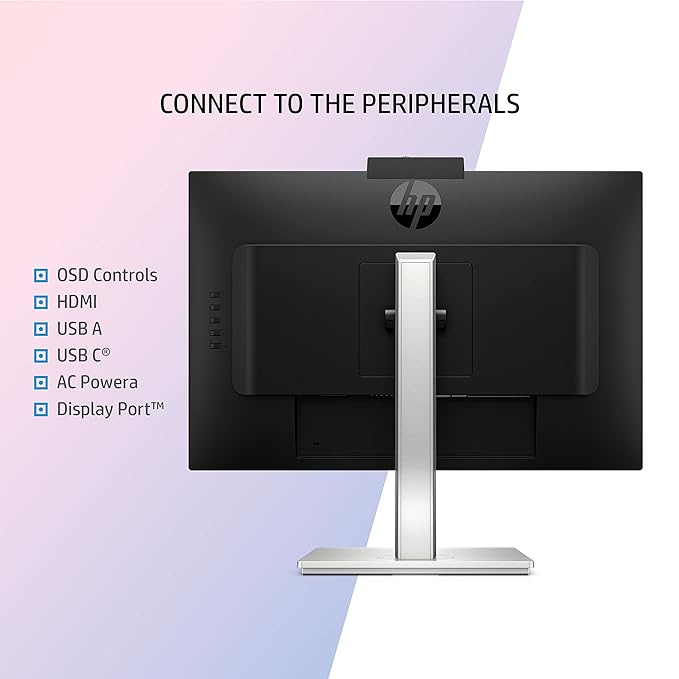 CONNECT TO THE PERIPHERALS
hp
OSD Controls
HDMI
USB A
USB C®
AC Powera
Display Port™